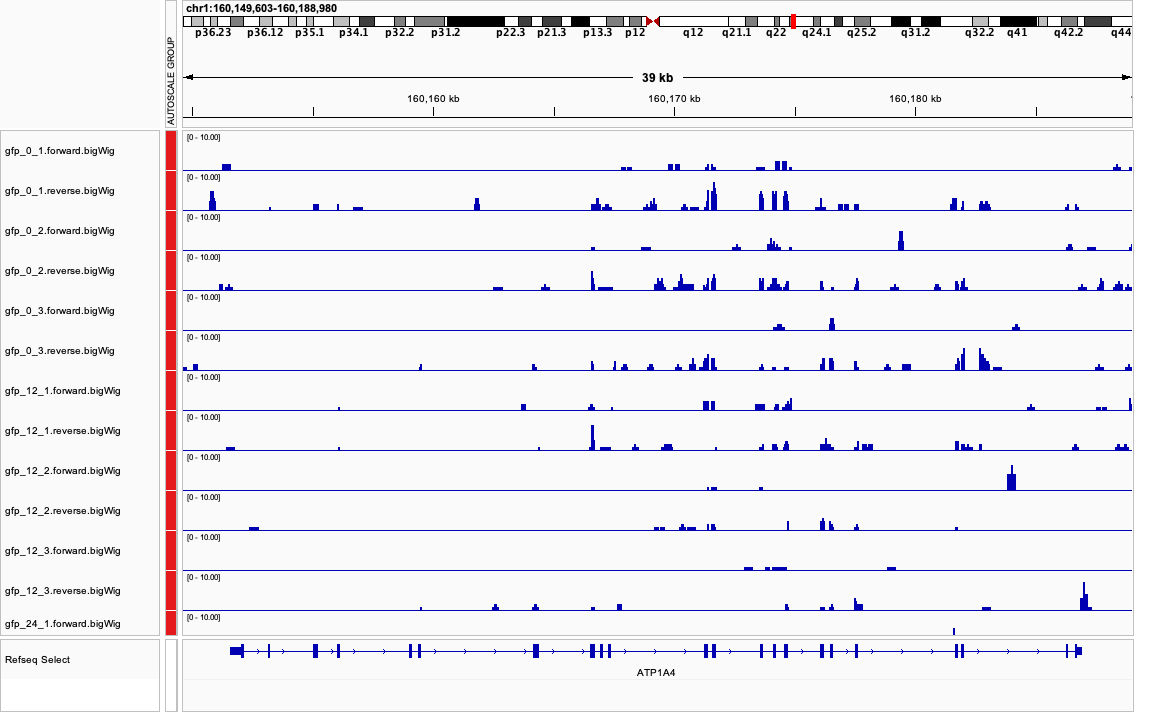 chr1:160,149,603-160,188,980
p36.23 p36.12 p35.1 p34.1 p32.2 p31.2 p22.3 p21.3 p13.3 p12 q12 q21.1 q22 q24.1 q25.2 q31.2 q32.2 q41 q42.2 q44
AUTOSCALE GROUP
39 kb
160,160 kb 160,170 kb 160,180 kb
gfp_0_1.forward.bigWig [0 - 10.00]
gfp_0_1.reverse.bigWig [0 - 10.00]
gfp_0_2.forward.bigWig [0 - 10.00]
gfp_0_2.reverse.bigWig [0 - 10.00]
gfp_0_3.forward.bigWig [0 - 10.00]
gfp_0_3.reverse.bigWig [0 - 10.00]
gfp_12_1.forward.bigWig [0 - 10.00]
gfp_12_1.reverse.bigWig [0 - 10.00]
gfp_12_2.forward.bigWig [0 - 10.00]
gfp_12_2.reverse.bigWig [0 - 10.00]
gfp_12_3.forward.bigWig [0 - 10.00]
gfp_12_3.reverse.bigWig [0 - 10.00]
gfp_24_1.forward.bigWig [0 - 10.00]
Refseq Select
ATP1A4